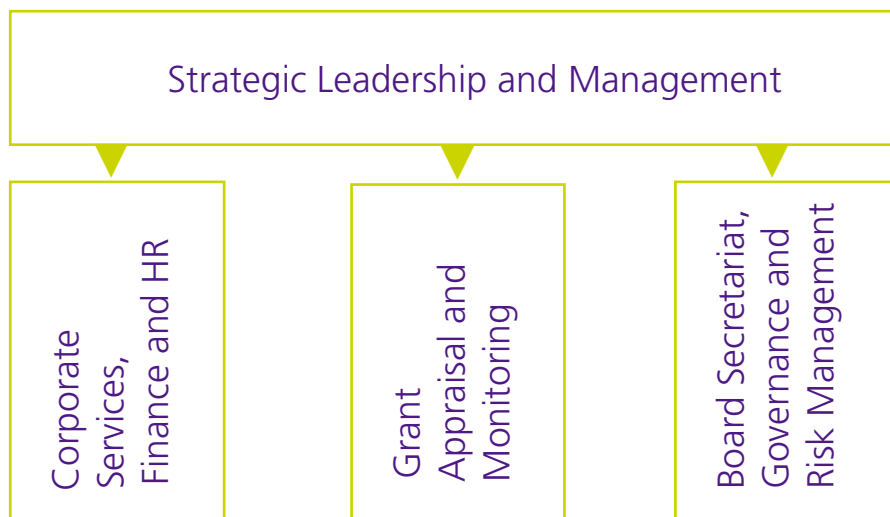 Strategic Leadership and Management
Corporate
Services,
Finance and HR
Grant
Appraisal and
Monitoring
Board Secretariat,
Governance and
Risk Management